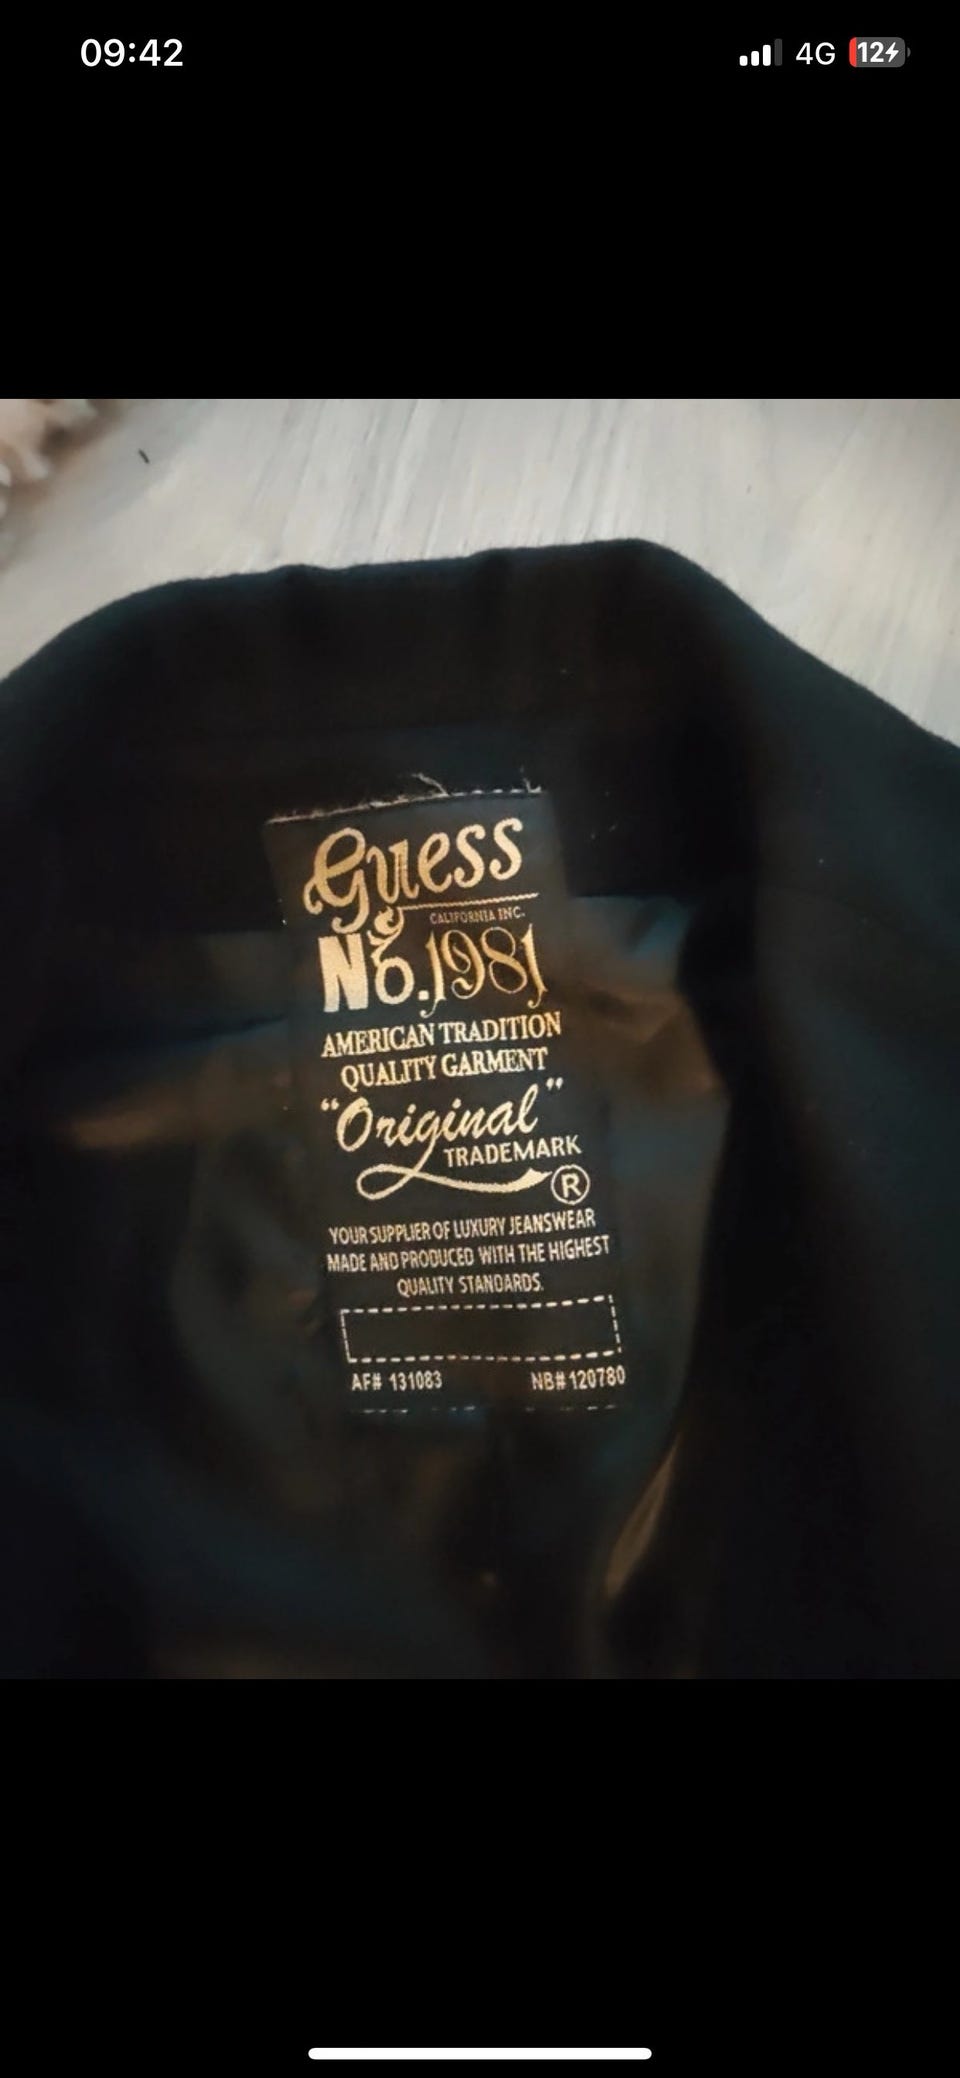 09:42 4G 12
Guess
CALIFORNIA INC.
No.1981
AMERICAN TRADITION
QUALITY GARMENT
"Original"
TRADEMARK
®
YOUR SUPPLIER OF LUXURY JEANSWEAR
MADE AND PRODUCED WITH THE HIGHEST
QUALITY STANDARDS.
AF# 131083 NB# 120780